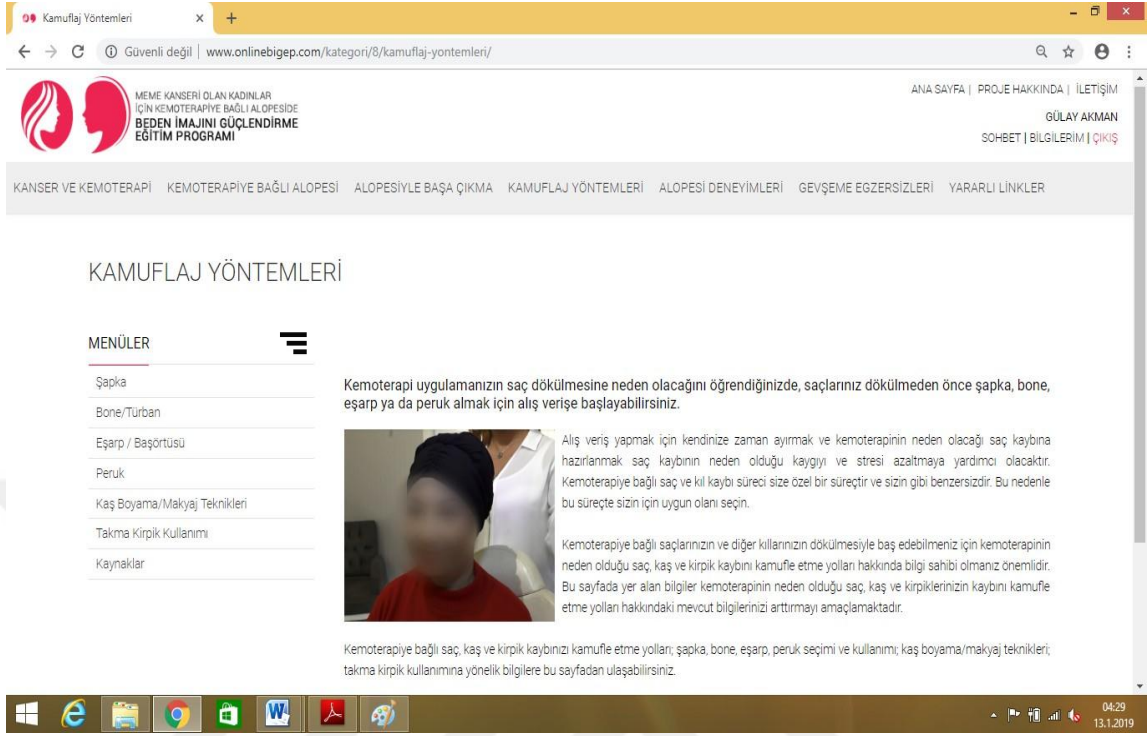 Kamuflaj Yöntemleri
Güvenli değil | www.onlinebigep.com/kategori/8/kamuflaj-yontemleri/
MEME KANSERİ OLAN KADINLAR
İÇİN KEMOTERAPİYE BAĞLI ALOPESİDE
BEDEN İMAJINI GÜÇLENDİRME
EĞİTİM PROGRAMI
ANA SAYFA | PROJE HAKKINDA | İLETİŞİM
GÜLAY AKMAN
SOHBET | BİLGİLERİM | ÇIKIŞ
KANSER VE KEMOTERAPİ KEMOTERAPİYE BAĞLI ALOPESİ ALOPESİYLE BAŞA ÇIKMA KAMUFLAJ YÖNTEMLERİ ALOPESİ DENEYİMLERİ GEVŞEME EGZERSİZLERİ YARARLI LİNKLER
KAMUFLAJ YÖNTEMLERİ
MENÜLER
Şapka
Bone/Türban
Eşarp / Başörtüsü
Peruk
Kaş Boyama/Makyaj Teknikleri
Takma Kirpik Kullanımı
Kaynaklar
Kemoterapi uygulamanızın saç dökülmesine neden olacağını öğrendiğinizde, saçlarınız dökülmeden önce şapka, bone,
eşarp ya da peruk almak için alış verişe başlayabilirsiniz.
Alış veriş yapmak için kendinize zaman ayırmak ve kemoterapinin neden olacağı saç kaybına
hazırlanmak saç kaybının neden olduğu kaygıyı ve stresi azaltmaya yardımcı olacaktır.
Kemoterapiye bağlı saç ve kıl kaybı süreci size özel bir süreçtir ve sizin gibi benzersizdir. Bu nedenle
bu süreçte sizin için uygun olanı seçin.
Kemoterapiye bağlı saçlarınızın ve diğer kıllarınızın dökülmesiyle baş edebilmeniz için kemoterapinin
neden olduğu saç, kaş ve kirpik kaybını kamufle etme yolları hakkında bilgi sahibi olmanız önemlidir.
Bu sayfada yer alan bilgiler kemoterapinin neden olduğu saç, kaş ve kirpiklerinizin kaybını kamufle
etme yolları hakkındaki mevcut bilgilerinizi arttırmayı amaçlamaktadır.
Kemoterapiye bağlı saç, kaş ve kirpik kaybınızı kamufle etme yolları; şapka, bone, eşarp, peruk seçimi ve kullanımı; kaş boyama/makyaj teknikleri;
takma kirpik kullanımına yönelik bilgilere bu sayfadan ulaşabilirsiniz.
04:29
13.1.2019